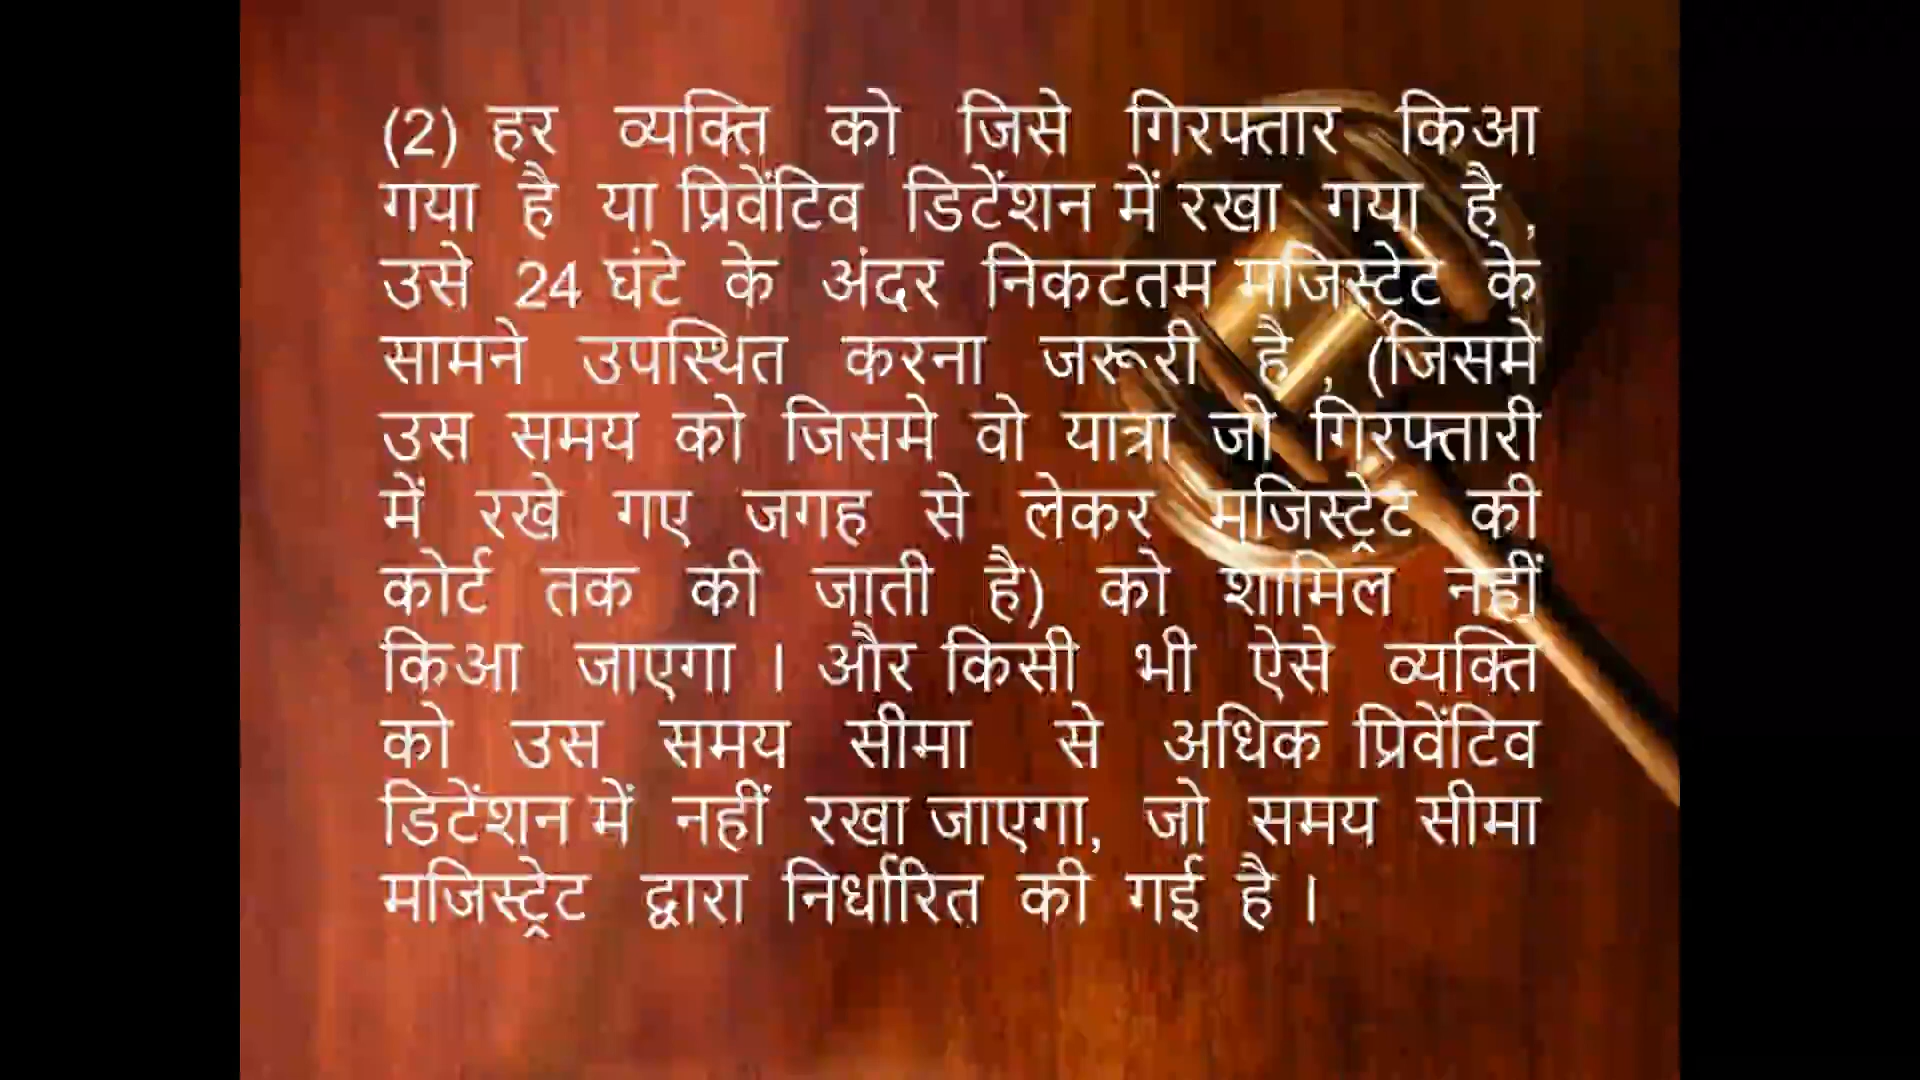 (2) हर व्यक्ति को जिसे गिरफ्तार किआ
गया है या प्रिवेंटिव डिटेंशन में रखा गया है ,
उसे 24 घंटे के अंदर निकटतम मजिस्ट्रेट के
सामने उपस्थित करना जरूरी है , (जिसमे
उस समय को जिसमे वो यात्रा जो गिरफ्तारी
में रखे गए जगह से लेकर मजिस्ट्रेट की
कोर्ट तक की जाती है) को शामिल नहीं
किआ जाएगा । और किसी भी ऐसे व्यक्ति
को उस समय सीमा से अधिक प्रिवेंटिव
डिटेंशन में नहीं रखा जाएगा, जो समय सीमा
मजिस्ट्रेट द्वारा निर्धारित की गई है ।